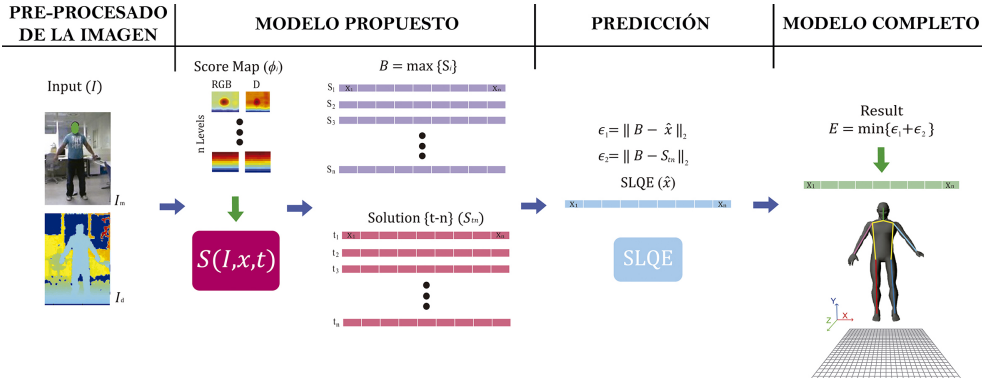 PRE-PROCESADO
DE LA IMAGEN
MODELO PROPUESTO
PREDICCIÓN
MODELO COMPLETO
Input (I)
Iₘ
I_d
Score Map (ϕᵢ)
RGB D
n Levels
S(I,x,t)
B = max {Sᵢ}
S₁ X₁ Xₙ
S₂
S₃
Sₙ
Solution {t-n} (Sₜₙ)
t₁ X₁ Xₙ
t₂
t₃
tₙ
ϵ₁= || B − x̂ ||₂
ϵ₂= || B − Sₜₙ ||₂
SLQE (x̂)
X₁ Xₙ
SLQE
Result
E = min{ϵ₁+ϵ₂ }
X₁ Xₙ
Y
X
Z